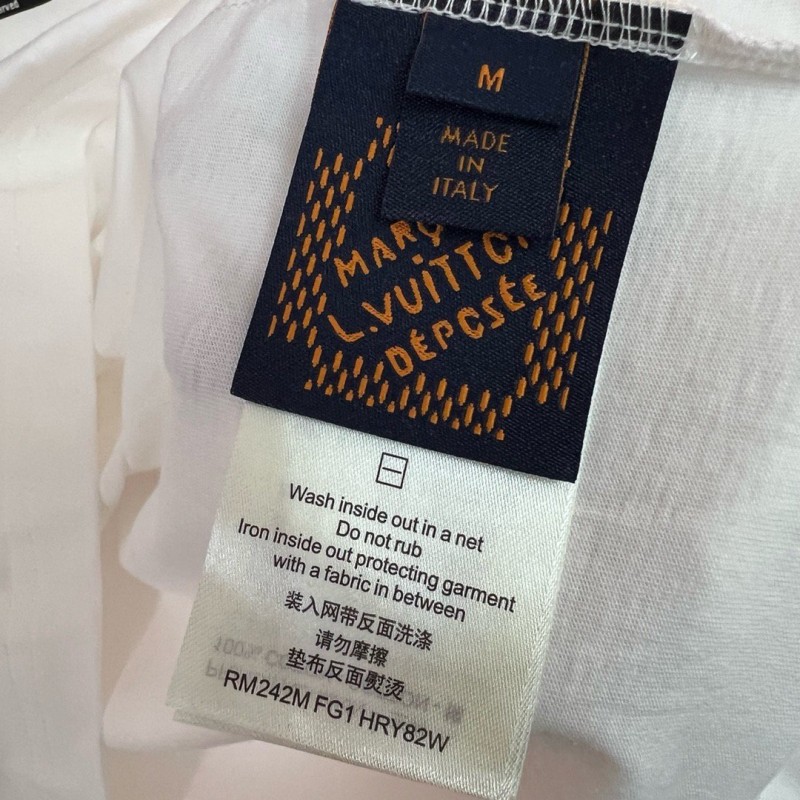 M
MADE
IN
ITALY
L.VUITTO
DÉPOSÉE
Wash inside out in a net
Do not rub
Iron inside out protecting garment
with a fabric in between
装入网带反面洗涤
请勿摩擦
垫布反面熨烫
RM242M FG1 HRY82W